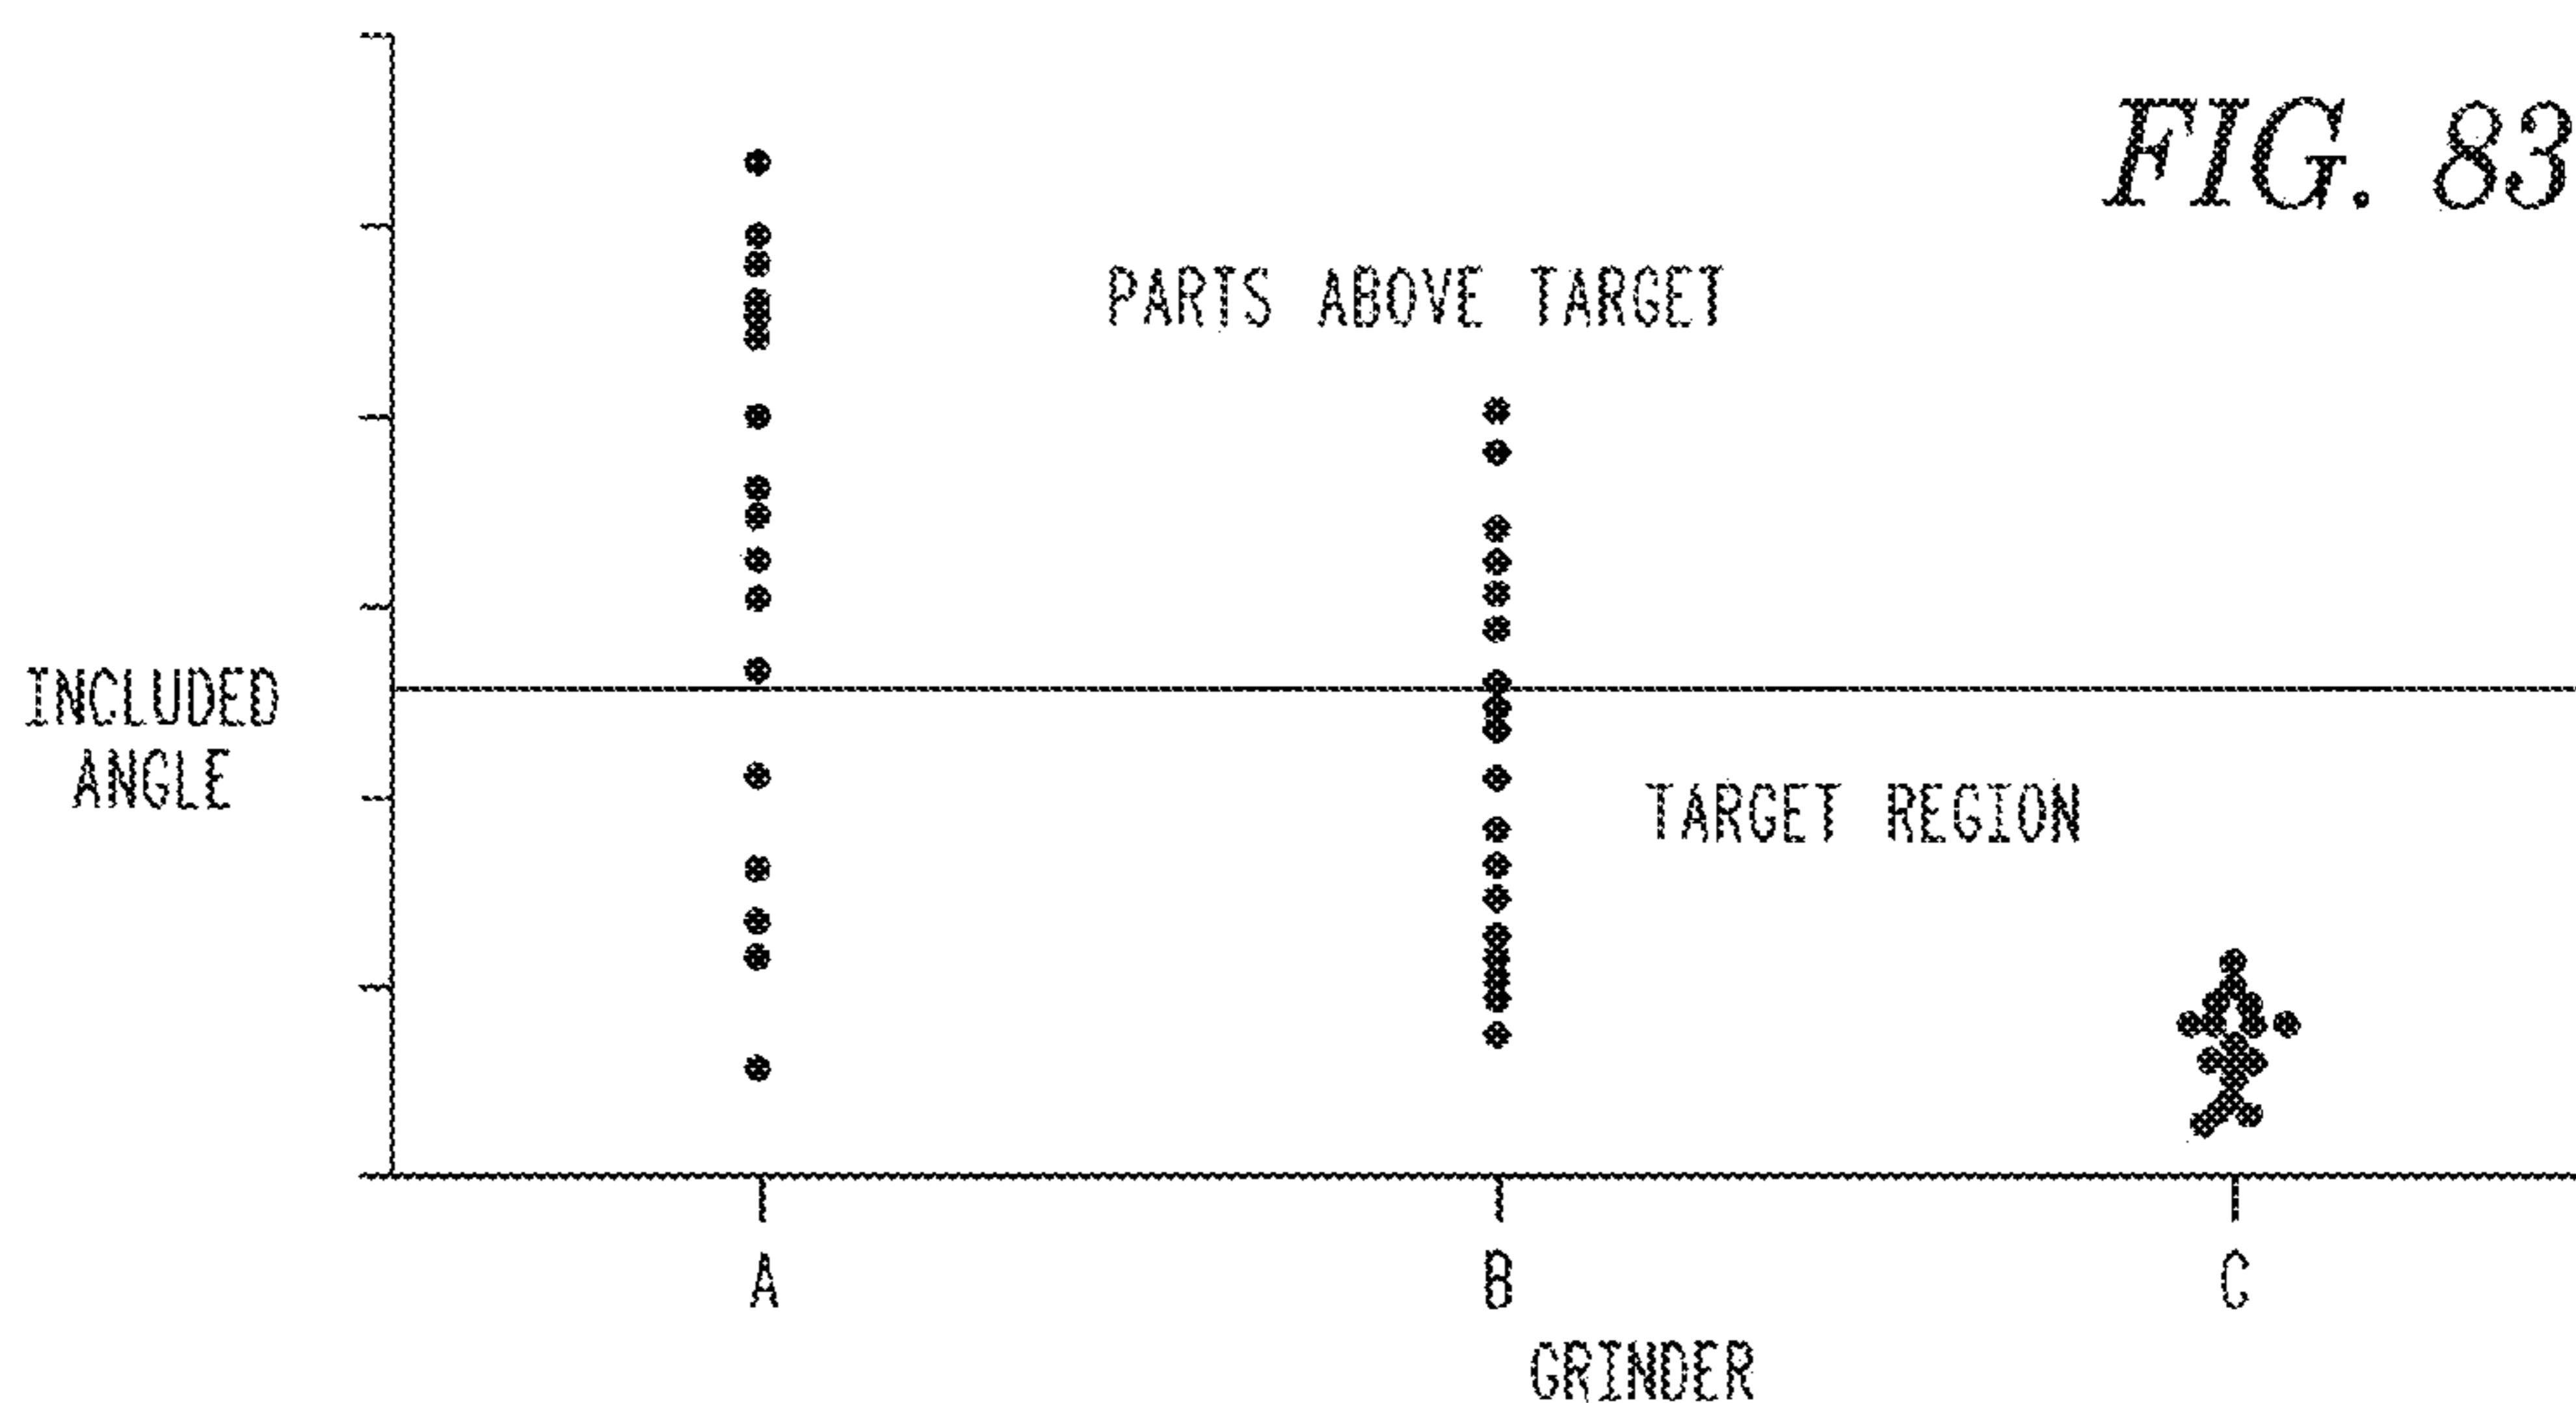 FIG. 83
PARTS ABOVE TARGET
INCLUDED
ANGLE
TARGET REGION
A
B
C
GRINDER